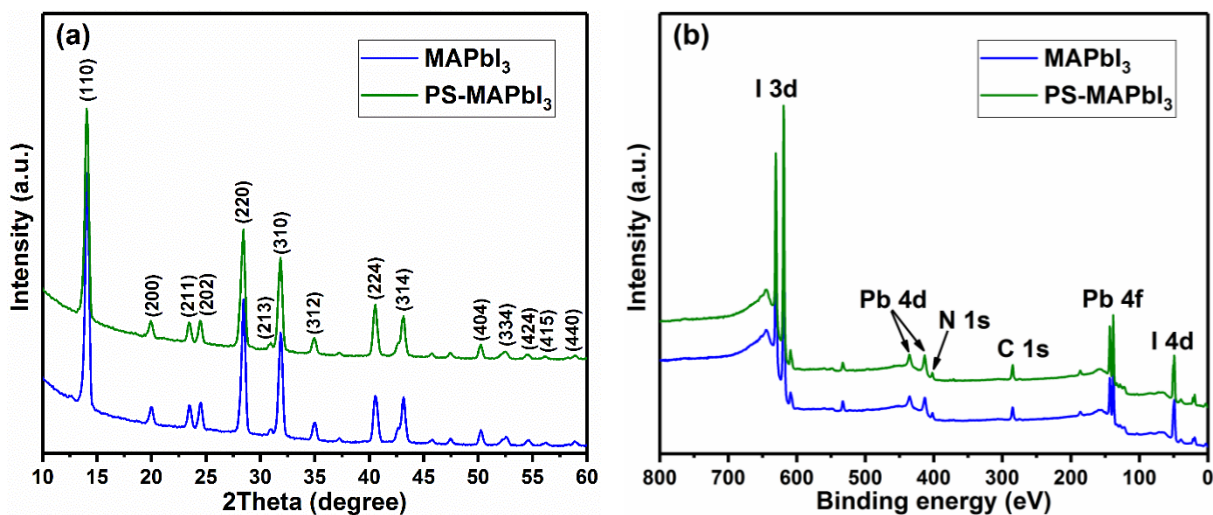 (a)
MAPbI₃
PS-MAPbI₃
(110)
(200)
(211)
(202)
(220)
(213)
(310)
(312)
(224)
(314)
(404)
(334)
(424)
(415)
(440)
Intensity (a.u.)
10 15 20 25 30 35 40 45 50 55 60
2Theta (degree)
(b)
MAPbI₃
PS-MAPbI₃
I 3d
Pb 4d
N 1s
C 1s
Pb 4f
I 4d
Intensity (a.u.)
800 700 600 500 400 300 200 100 0
Binding energy (eV)